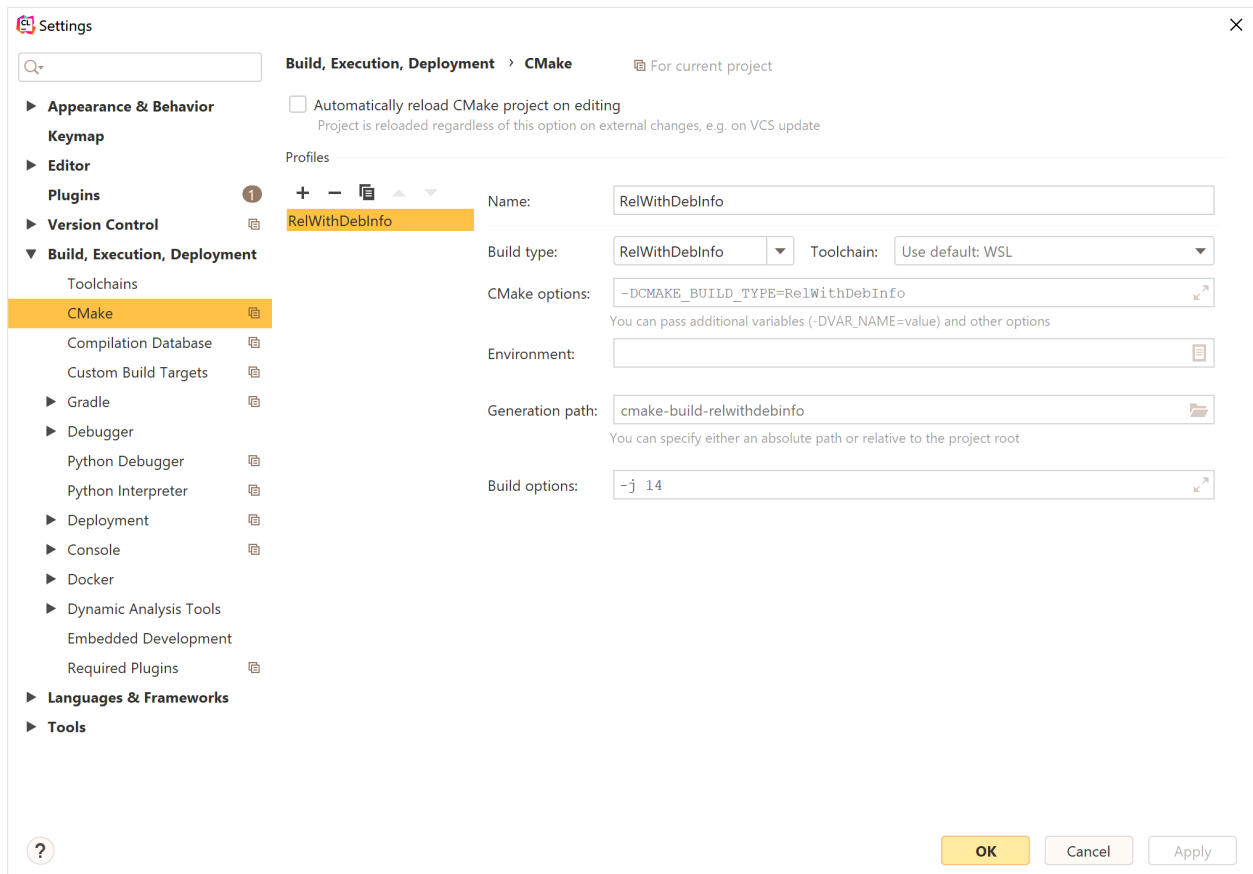 CL
Settings
Appearance & Behavior
Keymap
Editor
Plugins
1
Version Control
Build, Execution, Deployment
Toolchains
CMake
Compilation Database
Custom Build Targets
Gradle
Debugger
Python Debugger
Python Interpreter
Deployment
Console
Docker
Dynamic Analysis Tools
Embedded Development
Required Plugins
Languages & Frameworks
Tools
Build, Execution, Deployment › CMake
For current project
Automatically reload CMake project on editing
Project is reloaded regardless of this option on external changes, e.g. on VCS update
Profiles
RelWithDebInfo
Name: RelWithDebInfo
Build type: RelWithDebInfo Toolchain: Use default: WSL
CMake options: -DCMAKE_BUILD_TYPE=RelWithDebInfo
You can pass additional variables (-DVAR_NAME=value) and other options
Environment:
Generation path: cmake-build-relwithdebinfo
You can specify either an absolute path or relative to the project root
Build options: -j 14
?
OK Cancel Apply